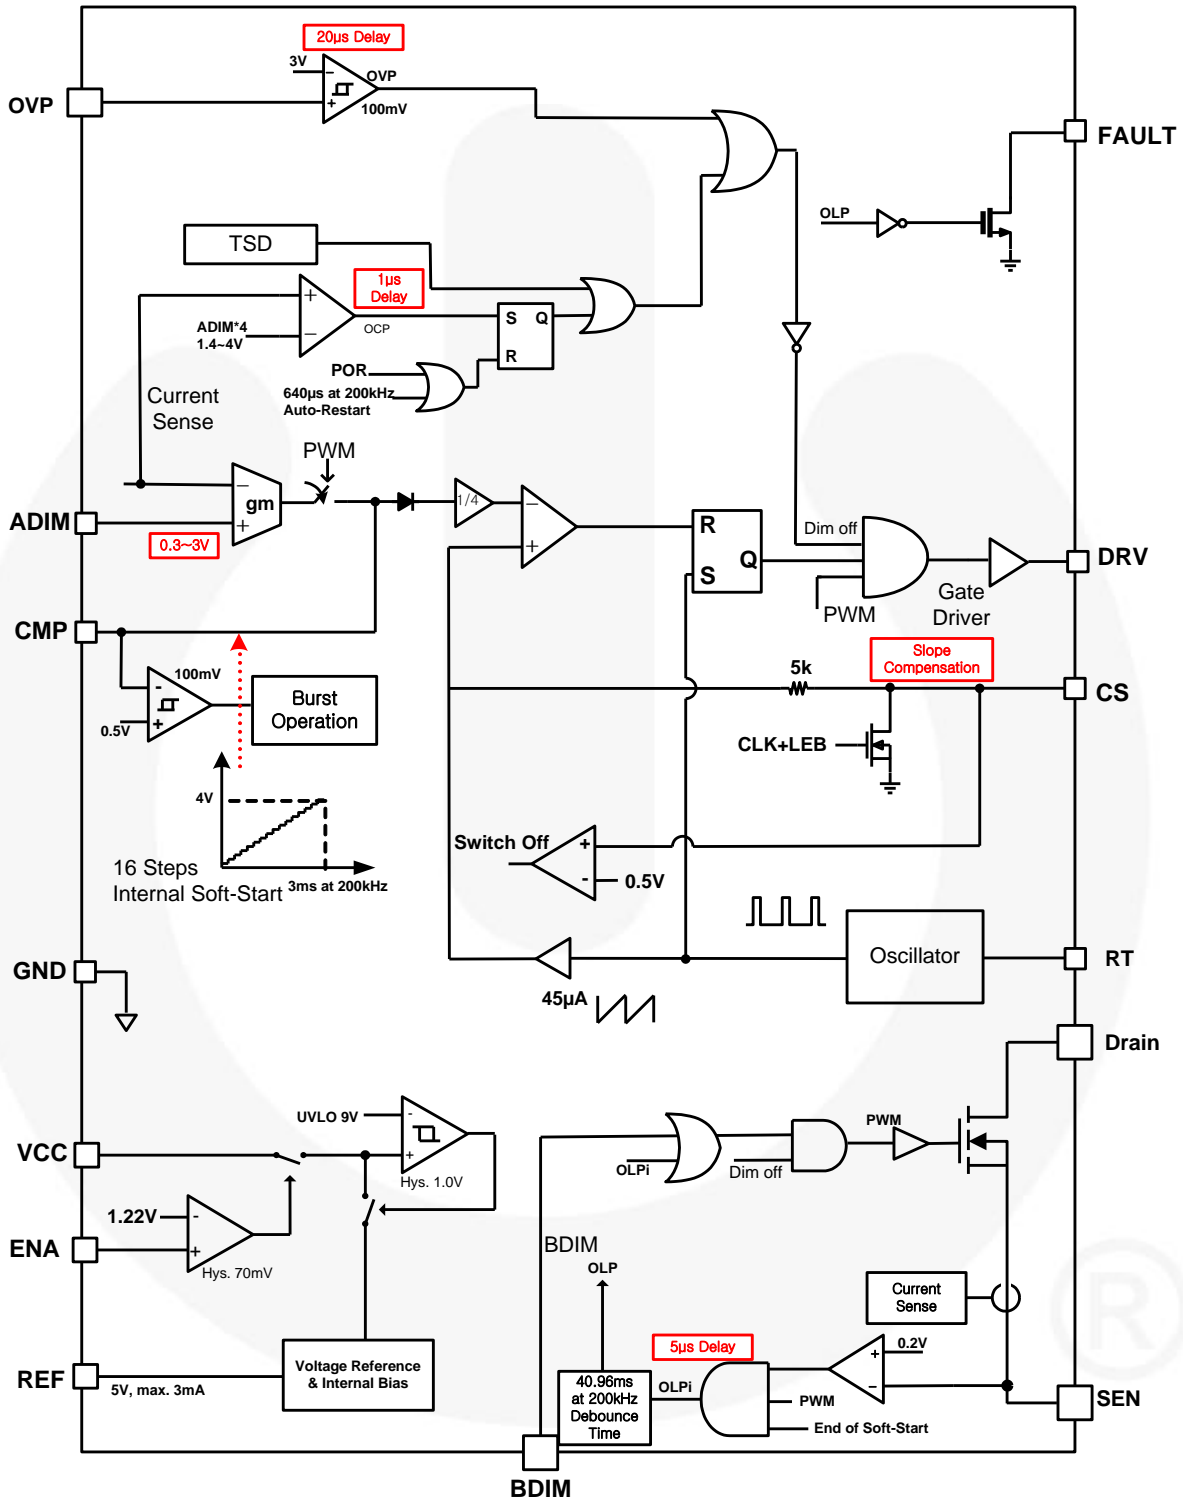 20µs Delay
3V
−
OVP
+
100mV
OVP
FAULT
OLP
TSD
1µs
Delay
+
−
ADIM*4
1.4~4V
OCP
S Q
R
POR
640µs at 200kHz
Auto-Restart
Current
Sense
PWM
−
gm
+
ADIM
0.3~3V
1/4
−
+
R
S
Q
Dim off
PWM
Gate
Driver
DRV
CMP
100mV
-
+
0.5V
Burst
Operation
5k
Slope
Compensation
CS
CLK+LEB
4V
16 Steps
Internal Soft-Start
3ms at 200kHz
Switch Off
+
-
0.5V
GND
45µA
Oscillator
RT
Drain
UVLO 9V
-
+
Hys. 1.0V
VCC
1.22V
-
+
ENA
Hys. 70mV
OLPi
Dim off
PWM
BDIM
OLP
Current
Sense
0.2V
+
−
5µs Delay
REF
5V, max. 3mA
Voltage Reference
& Internal Bias
40.96ms
at 200kHz
Debounce
Time
OLPi
PWM
End of Soft-Start
SEN
BDIM
®